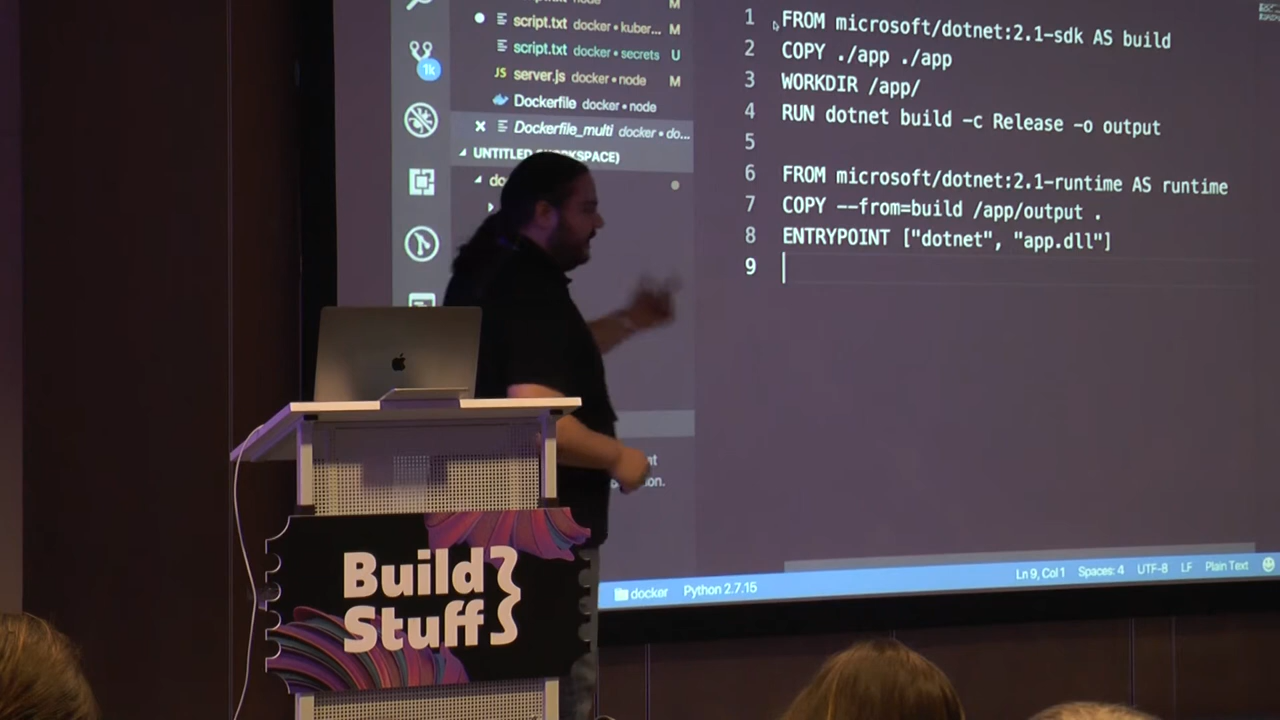 M
script.txt docker • kuber... M
script.txt docker • secrets U
1k
JS server.js docker • node M
Dockerfile docker • node
Dockerfile_multi docker • do...
1 FROM microsoft/dotnet:2.1-sdk AS build
2 COPY ./app ./app
3 WORKDIR /app/
4 RUN dotnet build -c Release -o output
5
6 FROM microsoft/dotnet:2.1-runtime AS runtime
7 COPY --from=build /app/output .
8 ENTRYPOINT ["dotnet", "app.dll"]
9
docker Python 2.7.15
Ln 9, Col 1 Spaces: 4 UTF-8 LF Plain Text
Build
Stuff